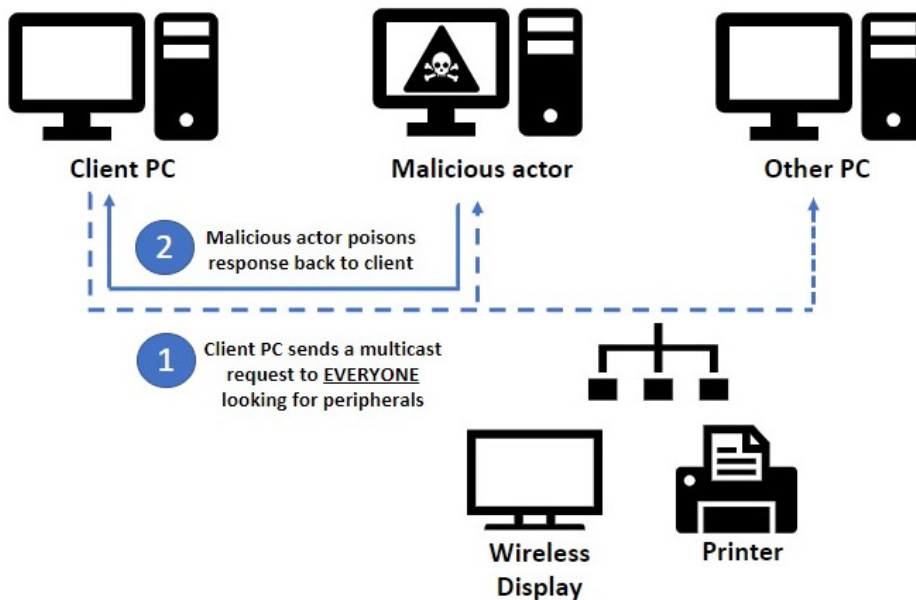 Client PC
Malicious actor
Other PC
2
Malicious actor poisons
response back to client
1
Client PC sends a multicast
request to EVERYONE
looking for peripherals
Wireless
Display
Printer